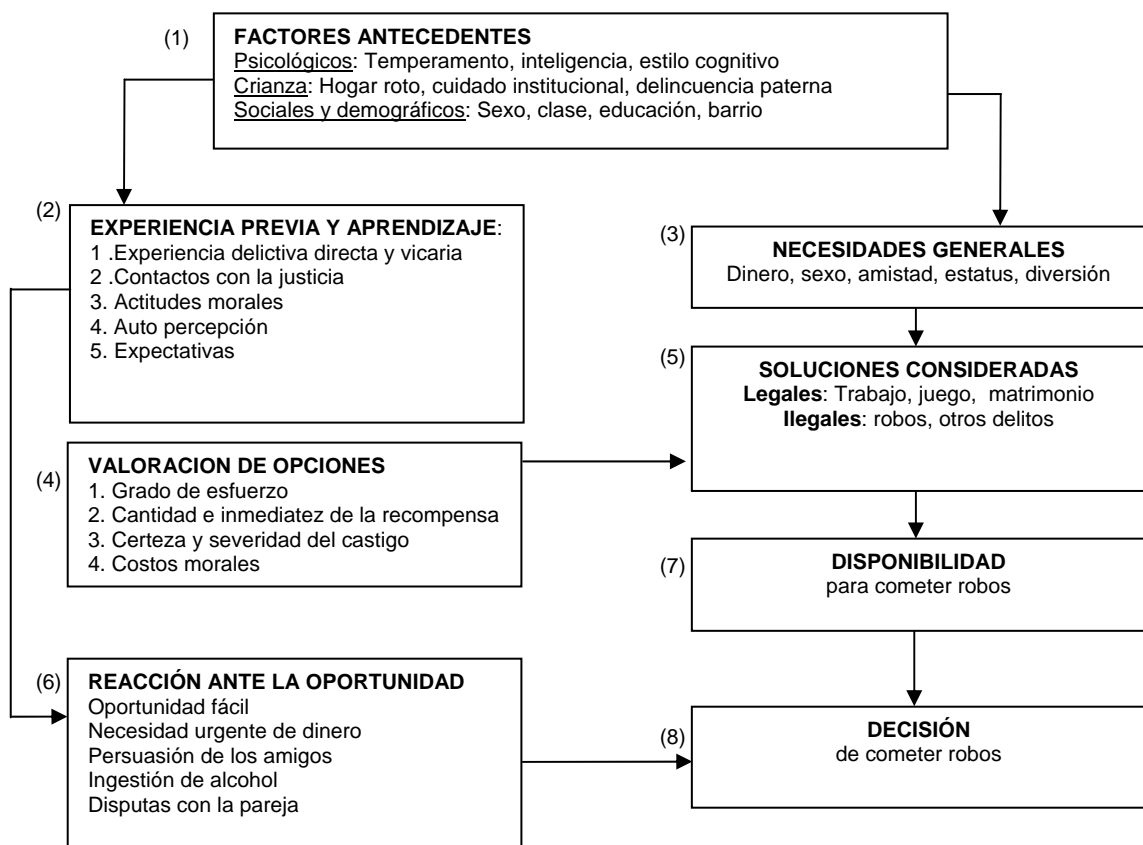 (1)
FACTORES ANTECEDENTES
Psicológicos: Temperamento, inteligencia, estilo cognitivo
Crianza: Hogar roto, cuidado institucional, delincuencia paterna
Sociales y demográficos: Sexo, clase, educación, barrio
(2)
EXPERIENCIA PREVIA Y APRENDIZAJE:
1 .Experiencia delictiva directa y vicaria
2 .Contactos con la justicia
3. Actitudes morales
4. Auto percepción
5. Expectativas
(3)
NECESIDADES GENERALES
Dinero, sexo, amistad, estatus, diversión
(4)
VALORACION DE OPCIONES
1. Grado de esfuerzo
2. Cantidad e inmediatez de la recompensa
3. Certeza y severidad del castigo
4. Costos morales
(5)
SOLUCIONES CONSIDERADAS
Legales: Trabajo, juego, matrimonio
Ilegales: robos, otros delitos
(6)
REACCIÓN ANTE LA OPORTUNIDAD
Oportunidad fácil
Necesidad urgente de dinero
Persuasión de los amigos
Ingestión de alcohol
Disputas con la pareja
(7)
DISPONIBILIDAD
para cometer robos
(8)
DECISIÓN
de cometer robos